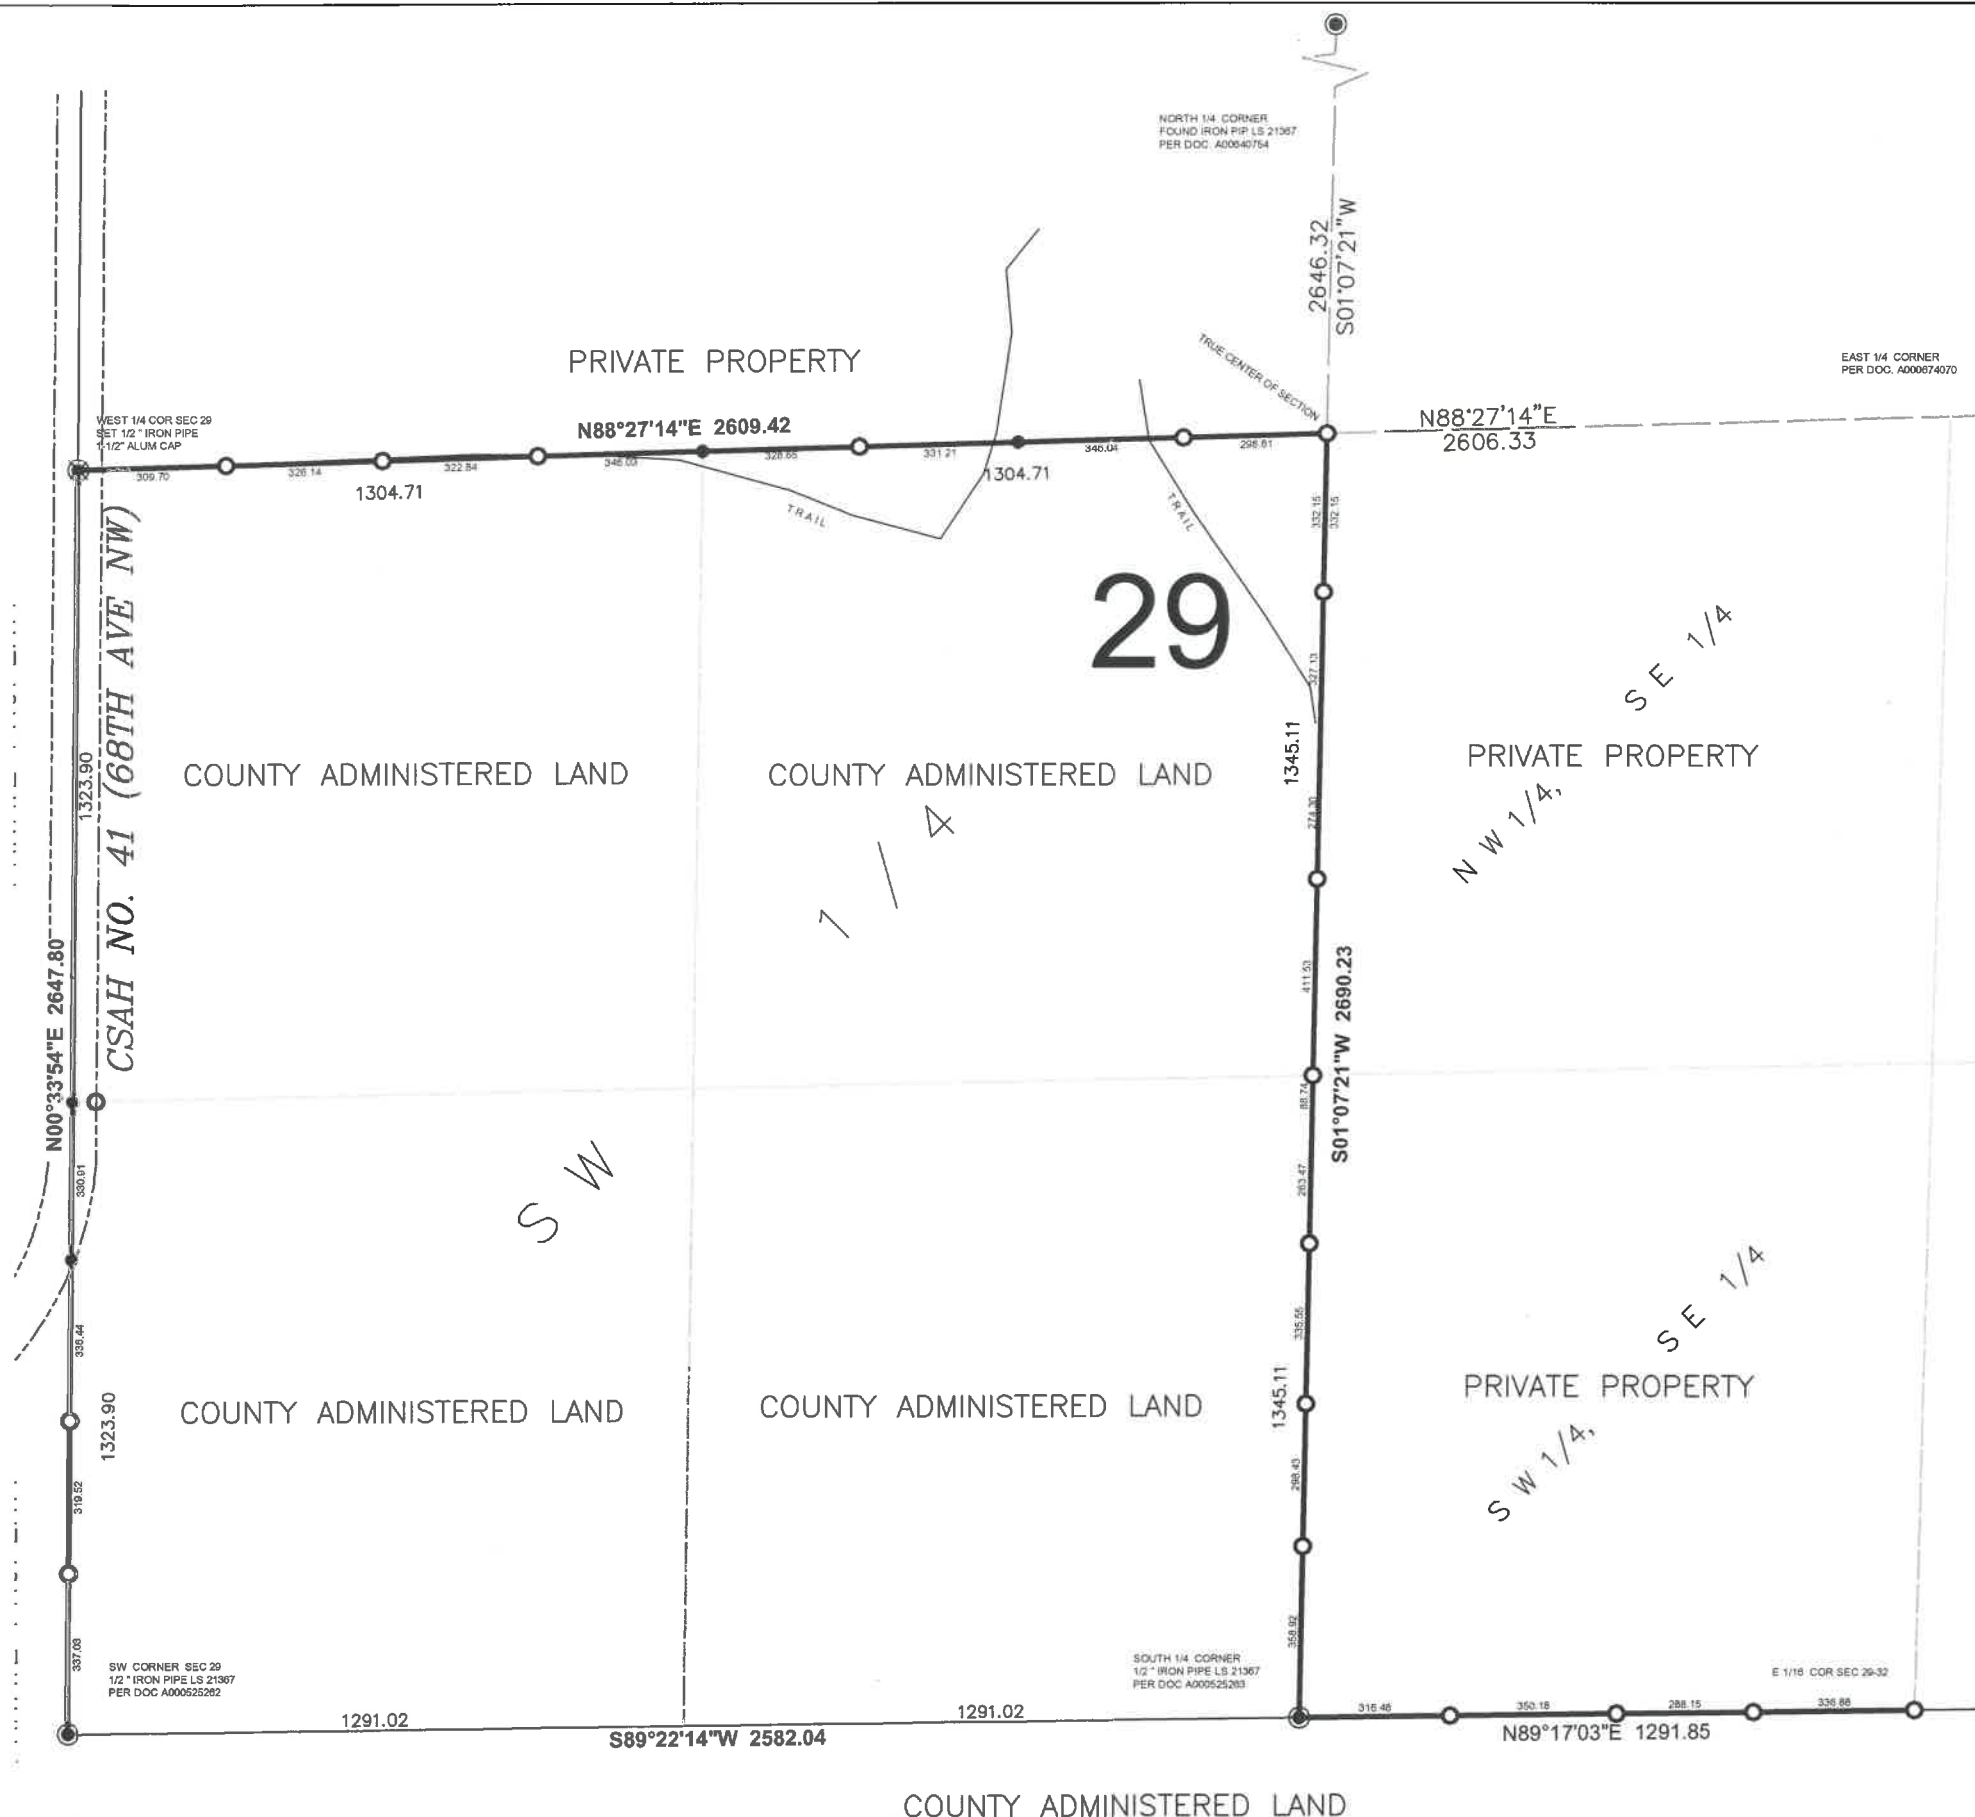 NORTH 1/4 CORNER
FOUND IRON PIP LS 21367
PER DOC. A00640754
2646.32
S01°07'21"W
TRUE CENTER OF SECTION
PRIVATE PROPERTY
EAST 1/4 CORNER
PER DOC. A000674070
WEST 1/4 COR SEC 29
SET 1/2 " IRON PIPE
1-1/2" ALUM CAP
N88°27'14"E 2609.42
N88°27'14"E
2606.33
309.70
326.14
322.84
328.65
331.21
346.04
298.81
1304.71
1304.71
TRAIL
TRAIL
332.15
332.15
29
327.13
1345.11
274.30
CSAH NO. 41 (68TH AVE NW)
1323.90
COUNTY ADMINISTERED LAND
COUNTY ADMINISTERED LAND
PRIVATE PROPERTY
NW 1/4, SE 1/4
SW 1/4
N00°33'54"E 2647.80
411.53
S01°07'21"W 2690.23
88.74
263.47
330.91
336.44
335.55
1323.90
1345.11
COUNTY ADMINISTERED LAND
COUNTY ADMINISTERED LAND
PRIVATE PROPERTY
SW 1/4, SE 1/4
319.52
298.43
337.03
358.92
SW CORNER SEC 29
1/2 " IRON PIPE LS 21367
PER DOC A000525262
SOUTH 1/4 CORNER
1/2 " IRON PIPE LS 21367
PER DOC A000525263
E 1/16 COR SEC 29-32
1291.02
1291.02
S89°22'14"W 2582.04
316.48
350.18
288.15
336.88
N89°17'03"E 1291.85
COUNTY ADMINISTERED LAND